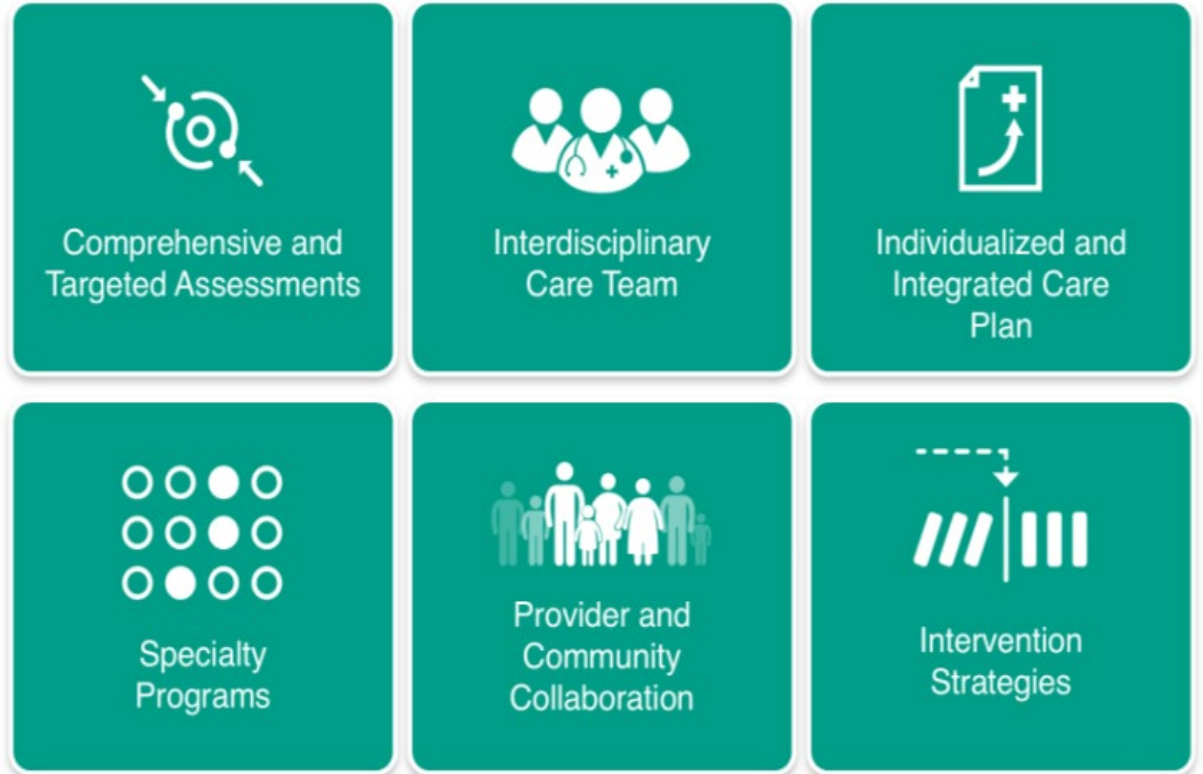 Comprehensive and
Targeted Assessments
Interdisciplinary
Care Team
Individualized and
Integrated Care
Plan
Specialty
Programs
Provider and
Community
Collaboration
Intervention
Strategies